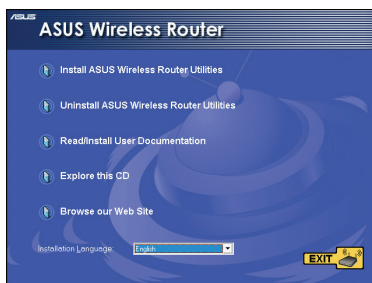 ASUS
ASUS Wireless Router
Install ASUS Wireless Router Utilities
Uninstall ASUS Wireless Router Utilities
Read/Install User Documentation
Explore this CD
Browse our Web Site
Installation Language: English
EXIT